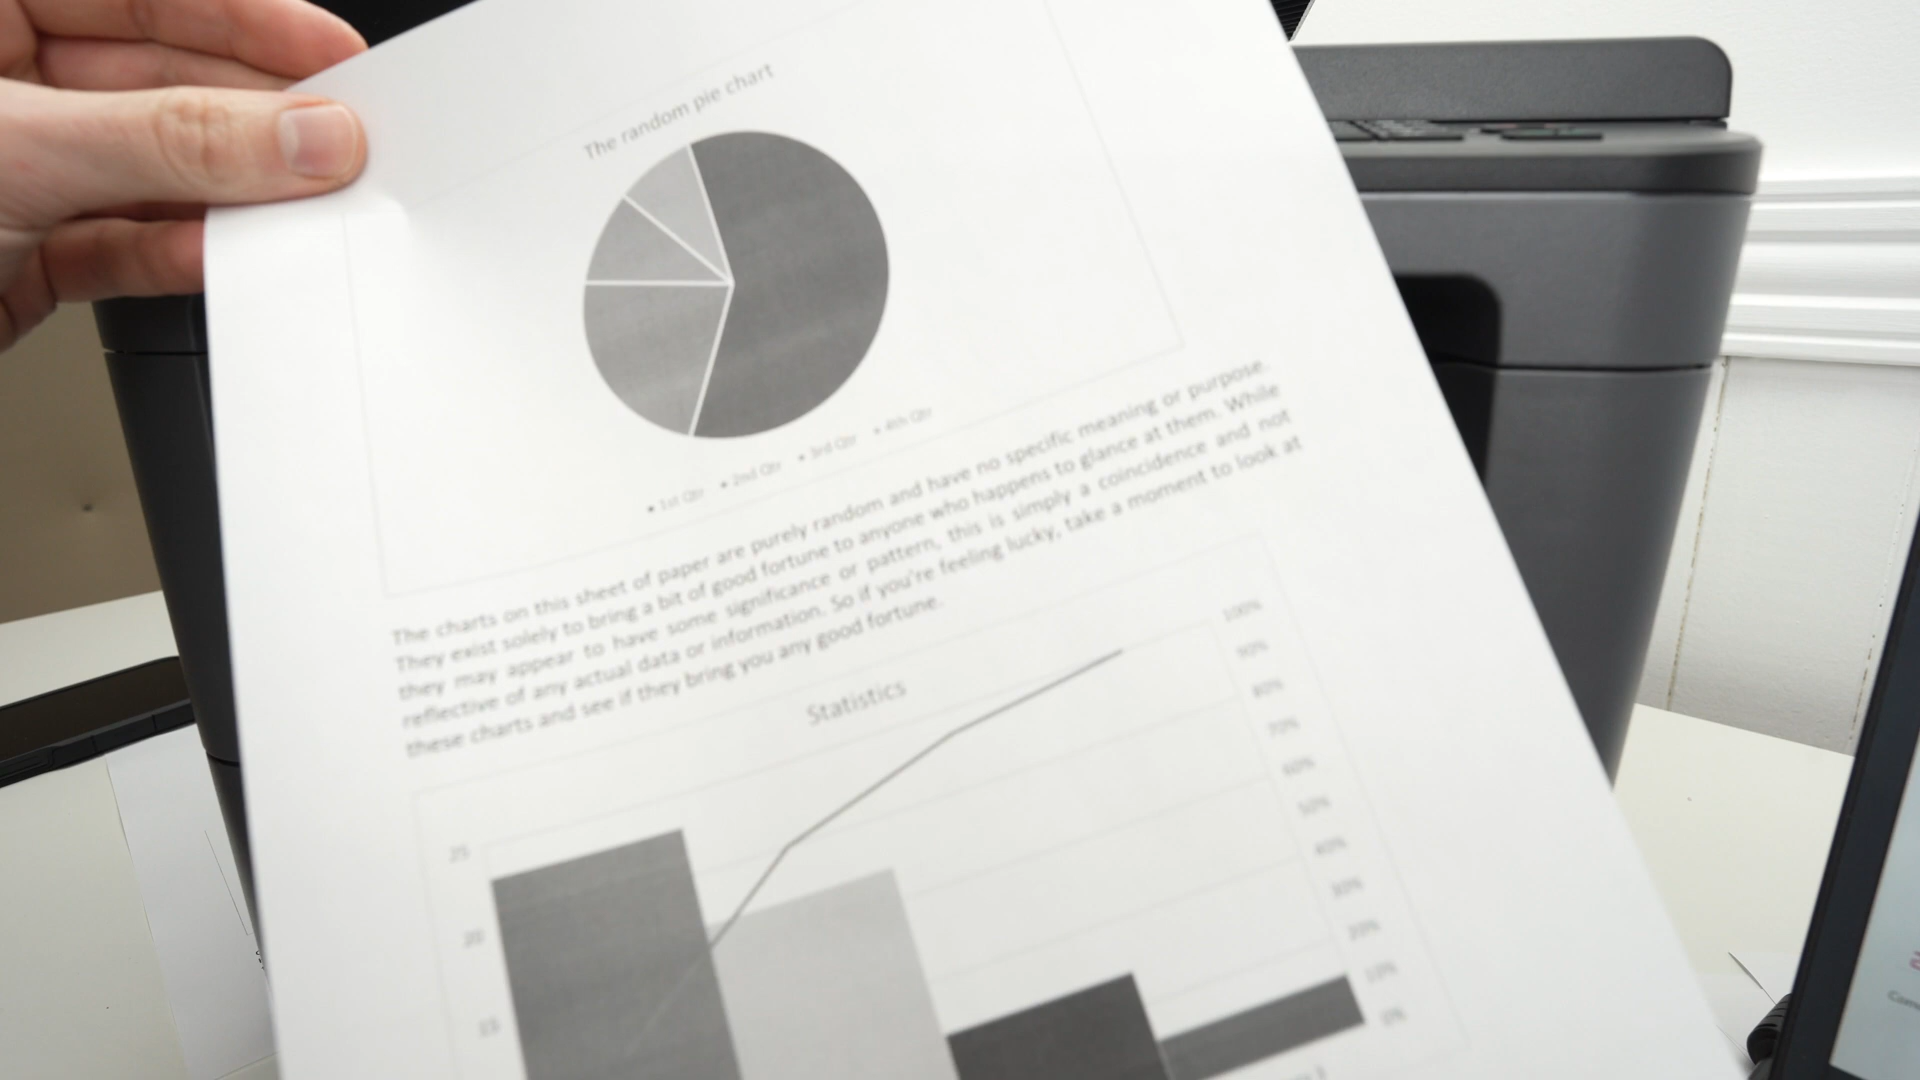 The random pie chart
1st Qtr 2nd Qtr 3rd Qtr 4th Qtr
The charts on this sheet of paper are purely random and have no specific meaning or purpose.
They exist solely to bring a bit of good fortune to anyone who happens to glance at them. While
they may appear to have some significance or pattern, this is simply a coincidence and not
reflective of any actual data or information. So if you're feeling lucky, take a moment to look at
these charts and see if they bring you any good fortune.
Statistics
25
20
15
100%
90%
80%
70%
60%
50%
40%
30%
20%
10%
0%